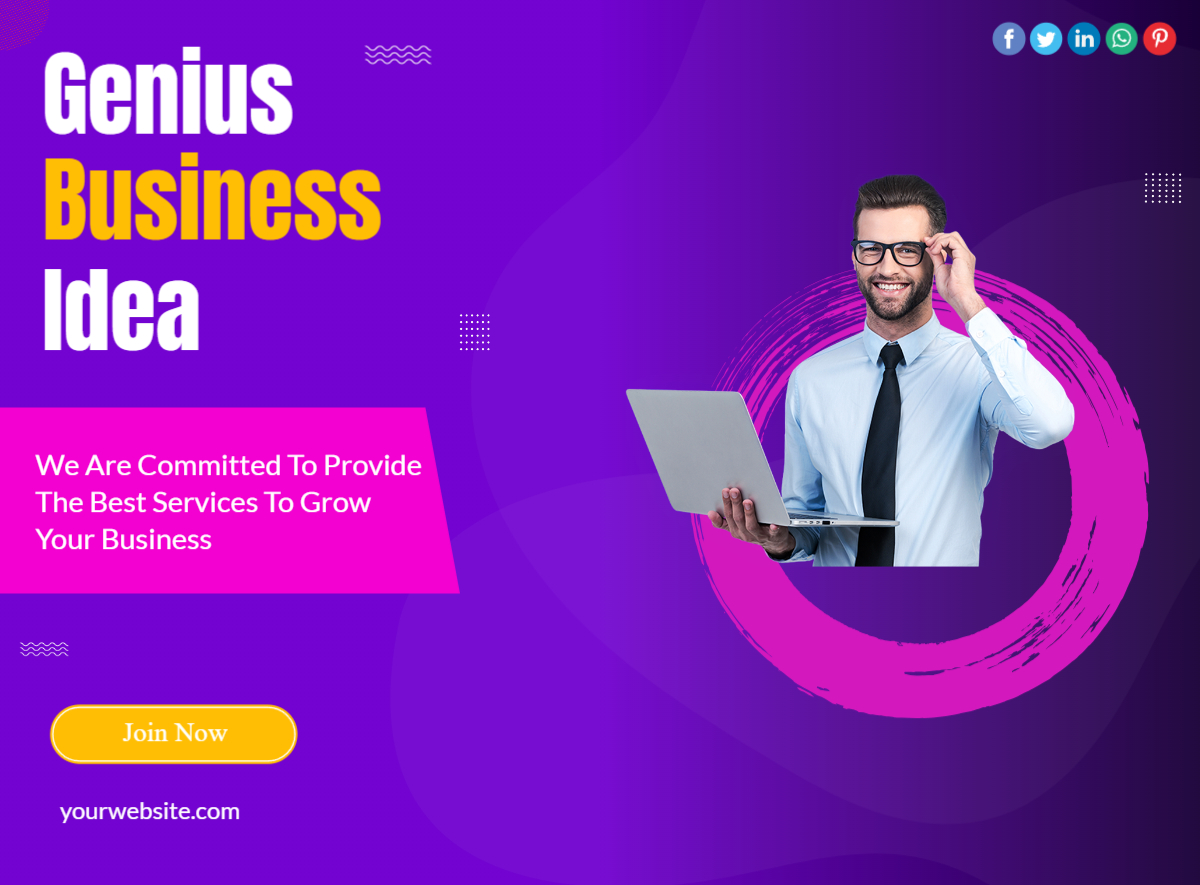 Genius
Business
Idea
We Are Committed To Provide
The Best Services To Grow
Your Business
Join Now
yourwebsite.com